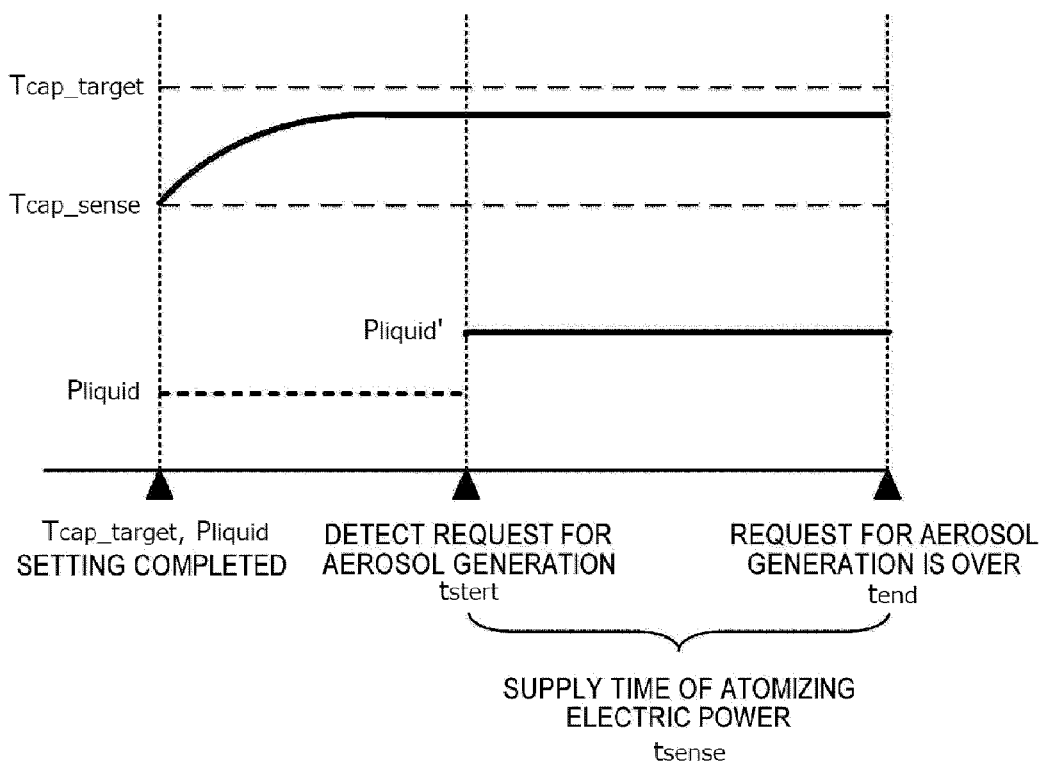 Tcap_target
Tcap_sense
Pliquid'
Pliquid
Tcap_target, Pliquid
SETTING COMPLETED
DETECT REQUEST FOR
AEROSOL GENERATION
tstert
REQUEST FOR AEROSOL
GENERATION IS OVER
tend
SUPPLY TIME OF ATOMIZING
ELECTRIC POWER
tsense